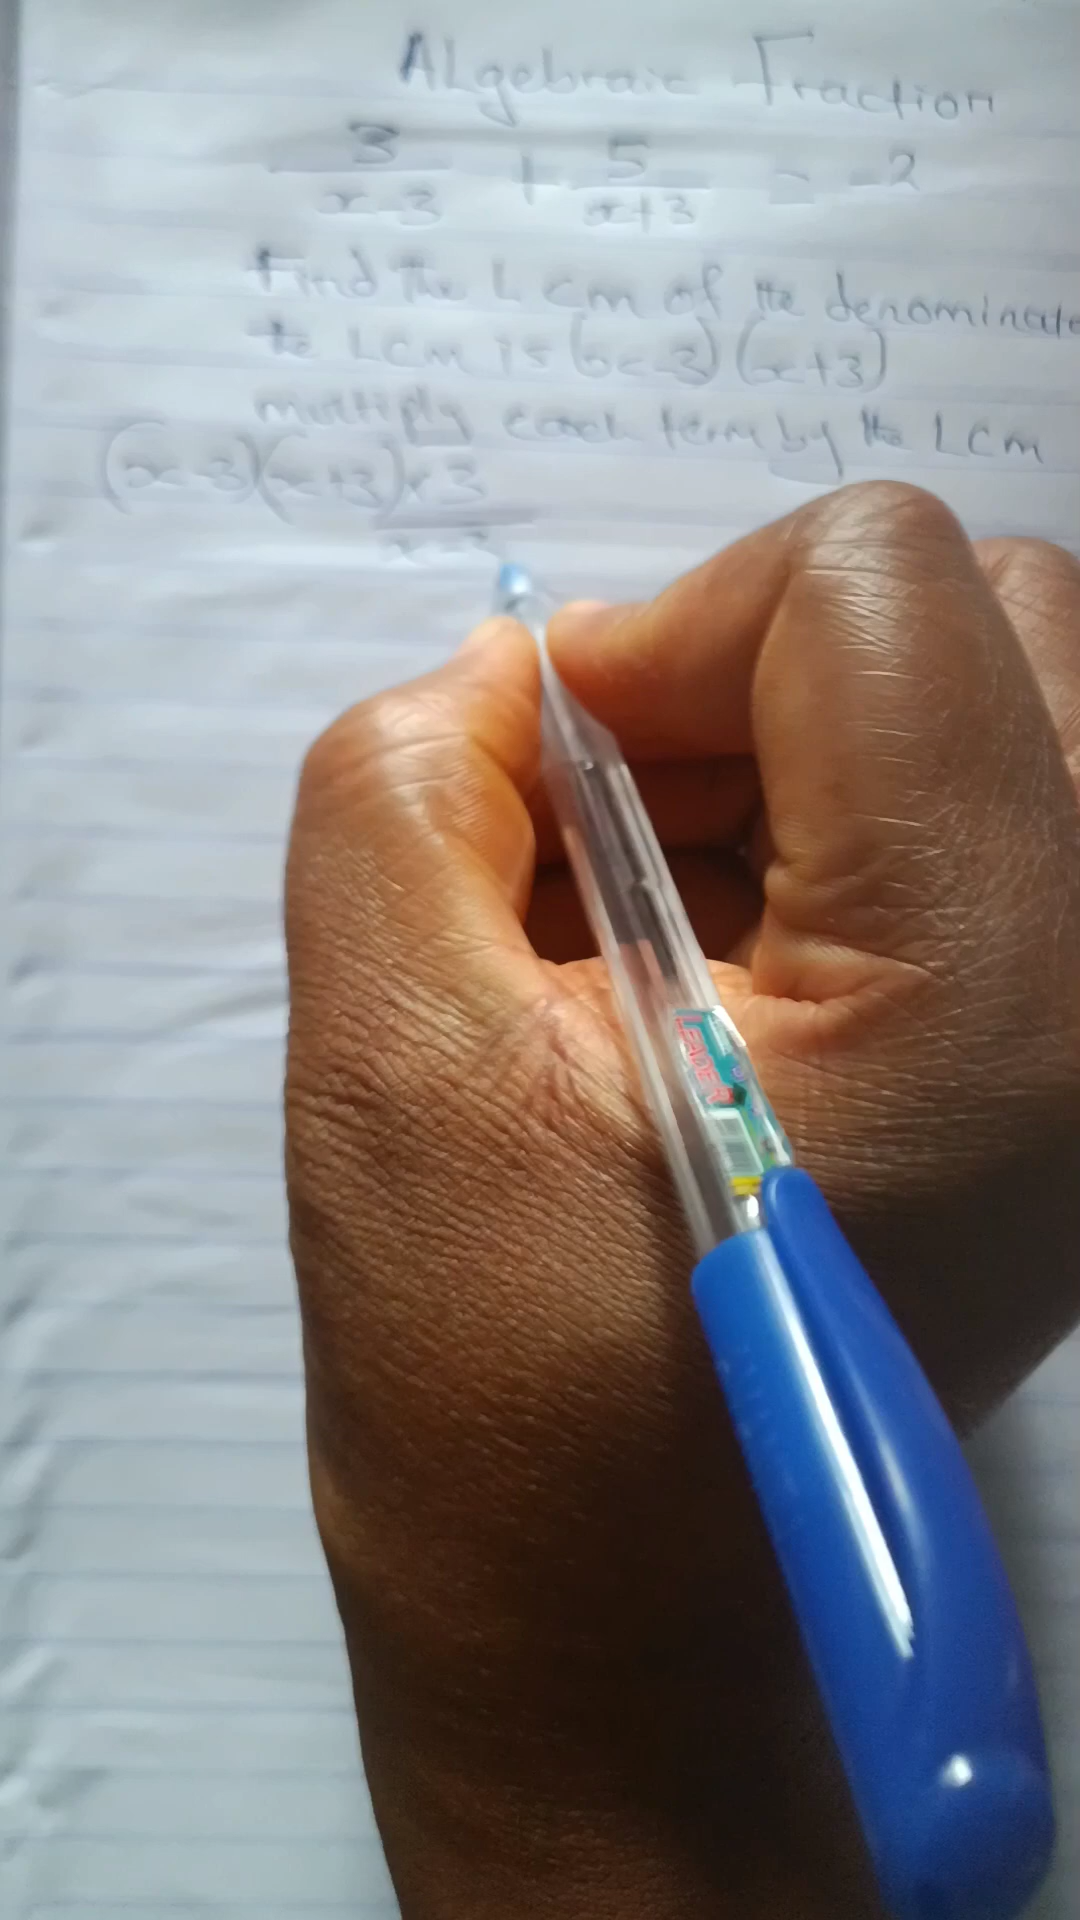 Algebraic Fraction
3/x-3 + 5/x+3 = -2
Find the LCm of the denominato
the LCm is (x-3)(x+3)
multiply each term by the LCm
(x-3)(x+3)x3/x-3
LEADER